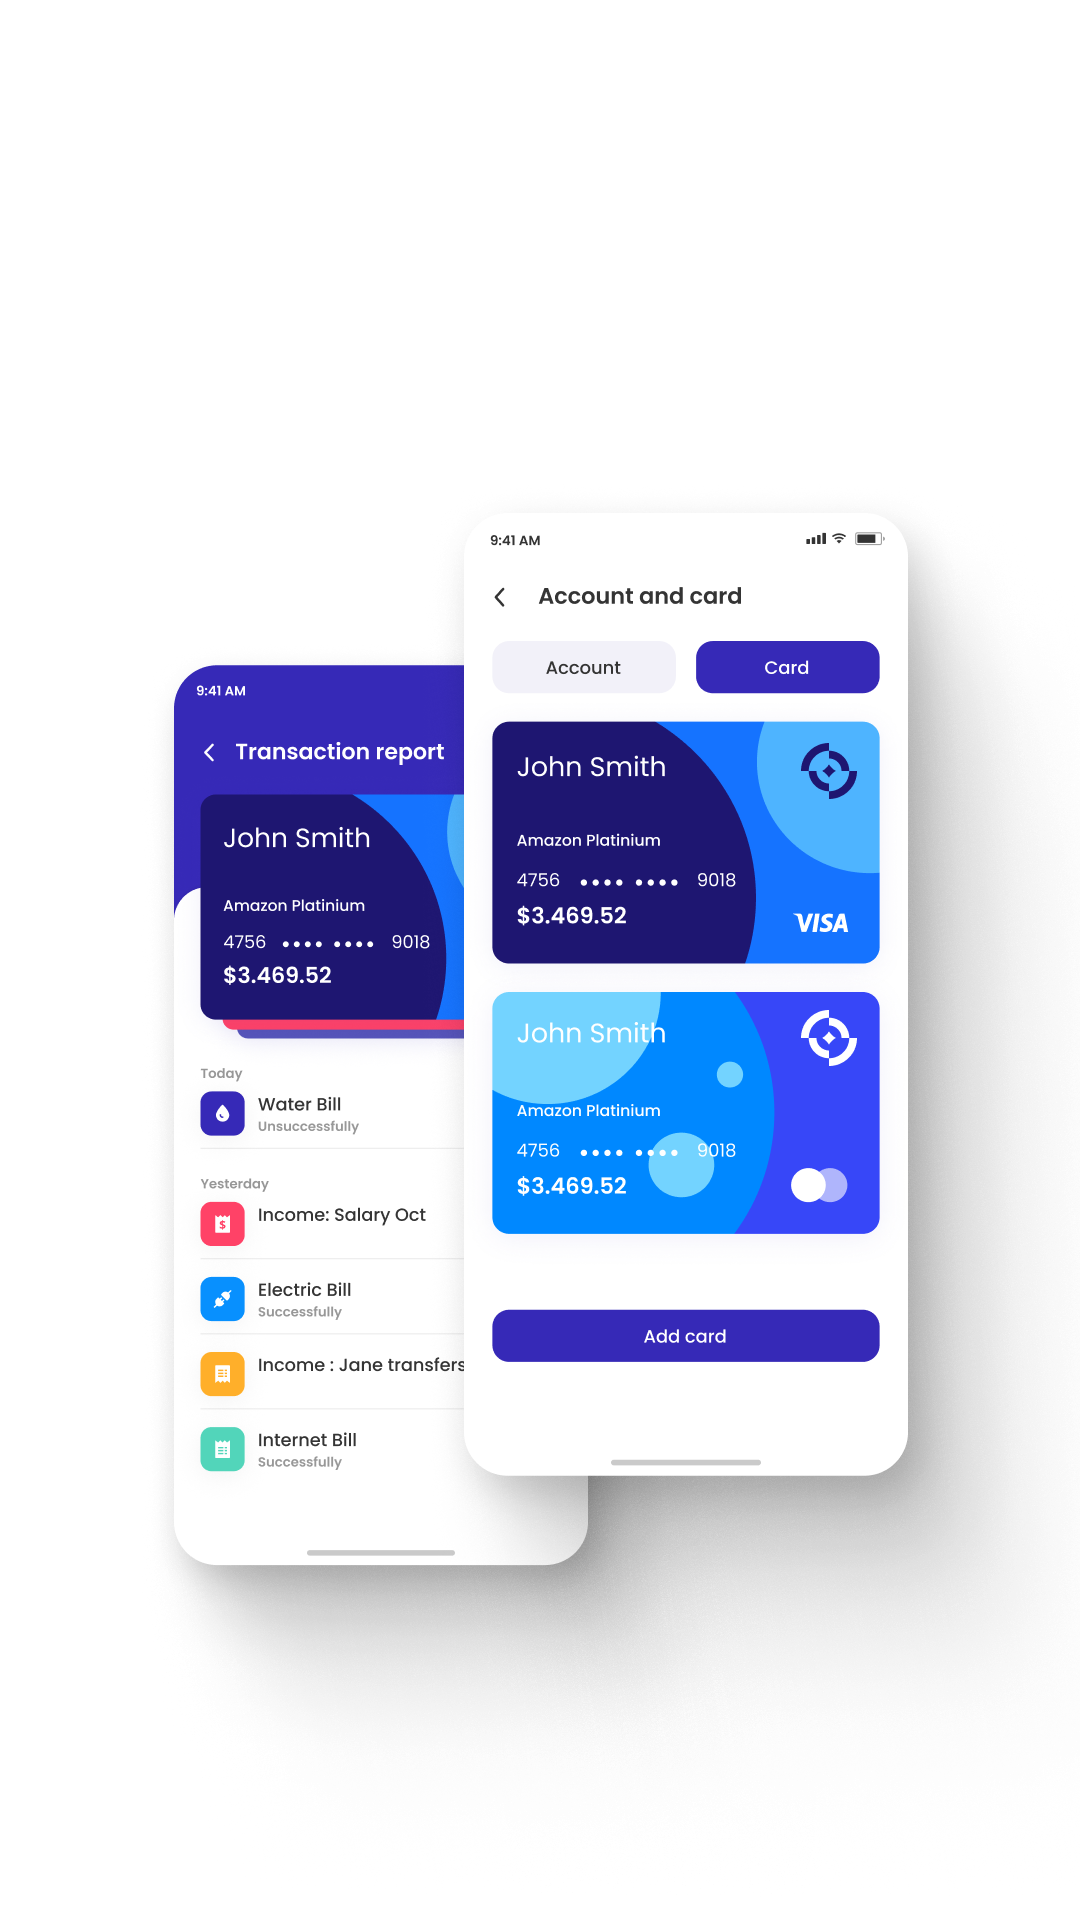 9:41 AM
Account and card
Account
Card
John Smith
Amazon Platinium
4756 •••• •••• 9018
$3.469.52
VISA
John Smith
Amazon Platinium
4756 •••• •••• 9018
$3.469.52
Add card
9:41 AM
Transaction report
John Smith
Amazon Platinium
4756 •••• •••• 9018
$3.469.52
Today
Water Bill
Unsuccessfully
Yesterday
$
Income: Salary Oct
Electric Bill
Successfully
Income : Jane transfers
Internet Bill
Successfully